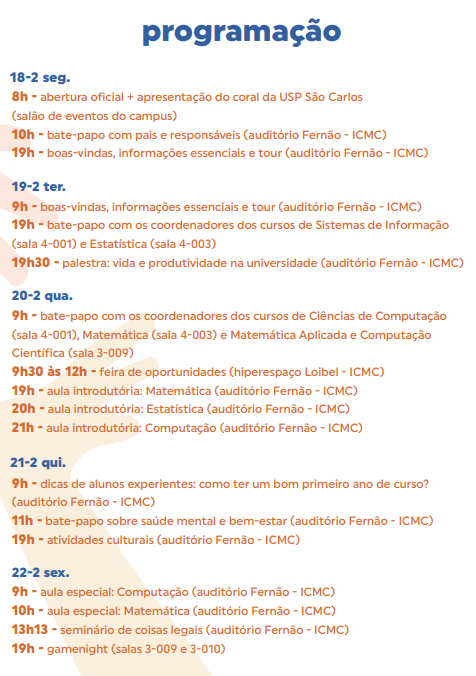 programação
18-2 seg.
8h - abertura oficial + apresentação do coral da USP São Carlos
(salão de eventos do campus)
10h - bate-papo com pais e responsáveis (auditório Fernão - ICMC)
19h - boas-vindas, informações essenciais e tour (auditório Fernão - ICMC)
19-2 ter.
9h - boas-vindas, informações essenciais e tour (auditório Fernão - ICMC)
19h - bate-papo com os coordenadores dos cursos de Sistemas de Informação
(sala 4-001) e Estatística (sala 4-003)
19h30 - palestra: vida e produtividade na universidade (auditório Fernão - ICMC)
20-2 qua.
9h - bate-papo com os coordenadores dos cursos de Ciências de Computação
(sala 4-001), Matemática (sala 4-003) e Matemática Aplicada e Computação
Científica (sala 3-009)
9h30 às 12h - feira de oportunidades (hiperespaço Loibel - ICMC)
19h - aula introdutória: Matemática (auditório Fernão - ICMC)
20h - aula introdutória: Estatística (auditório Fernão - ICMC)
21h - aula introdutória: Computação (auditório Fernão - ICMC)
21-2 qui.
9h - dicas de alunos experientes: como ter um bom primeiro ano de curso?
(auditório Fernão - ICMC)
11h - bate-papo sobre saúde mental e bem-estar (auditório Fernão - ICMC)
19h - atividades culturais (auditório Fernão - ICMC)
22-2 sex.
9h - aula especial: Computação (auditório Fernão - ICMC)
10h - aula especial: Matemática (auditório Fernão - ICMC)
13h13 - seminário de coisas legais (auditório Fernão - ICMC)
19h - gamenight (salas 3-009 e 3-010)